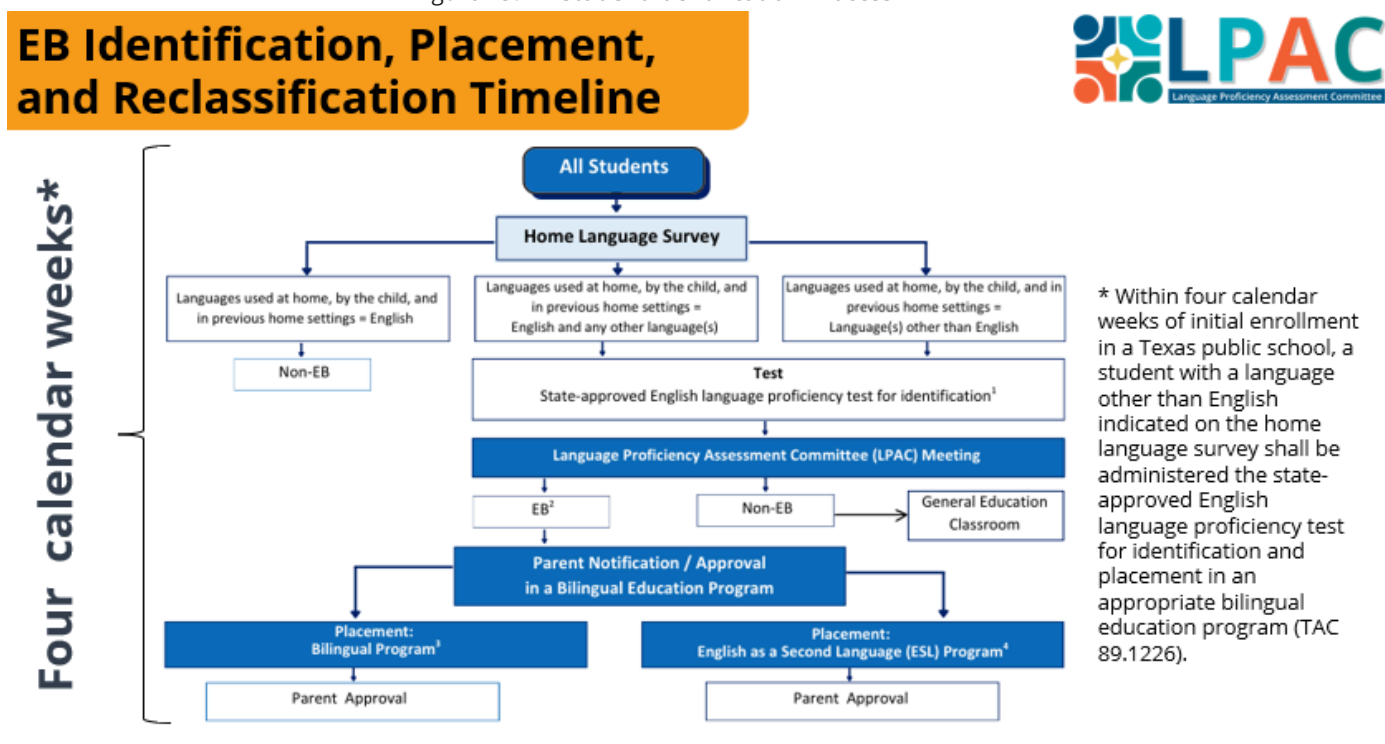 EB Identification, Placement,
and Reclassification Timeline
LPAC
Language Proficiency Assessment Committee
Four calendar weeks*
All Students
Home Language Survey
Languages used at home, by the child, and
in previous home settings = English
Languages used at home, by the child, and
in previous home settings =
English and any other language(s)
Languages used at home, by the child, and in
previous home settings =
Language(s) other than English
Non-EB
Test
State-approved English language proficiency test for identification¹
Language Proficiency Assessment Committee (LPAC) Meeting
EB²
Non-EB
General Education
Classroom
Parent Notification / Approval
in a Bilingual Education Program
Placement:
Bilingual Program³
Placement:
English as a Second Language (ESL) Program⁴
Parent Approval
Parent Approval
* Within four calendar
weeks of initial enrollment
in a Texas public school, a
student with a language
other than English
indicated on the home
language survey shall be
administered the state-
approved English
language proficiency test
for identification and
placement in an
appropriate bilingual
education program (TAC
89.1226).